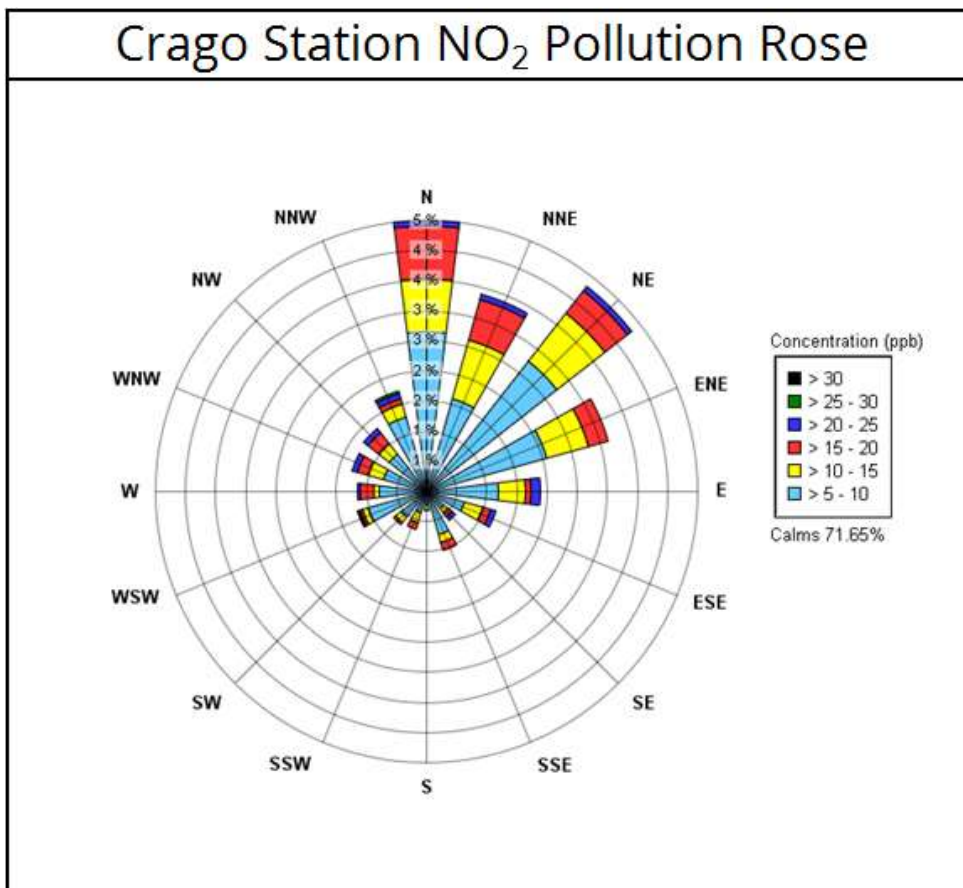 Crago Station NO₂ Pollution Rose
N
NNW
NNE
NW
NE
WNW
ENE
W
E
WSW
ESE
SW
SE
SSW
SSE
S
5 %
4 %
4 %
3 %
3 %
2 %
2 %
1 %
1 %
Concentration (ppb)
> 30
> 25 - 30
> 20 - 25
> 15 - 20
> 10 - 15
> 5 - 10
Calms 71.65%